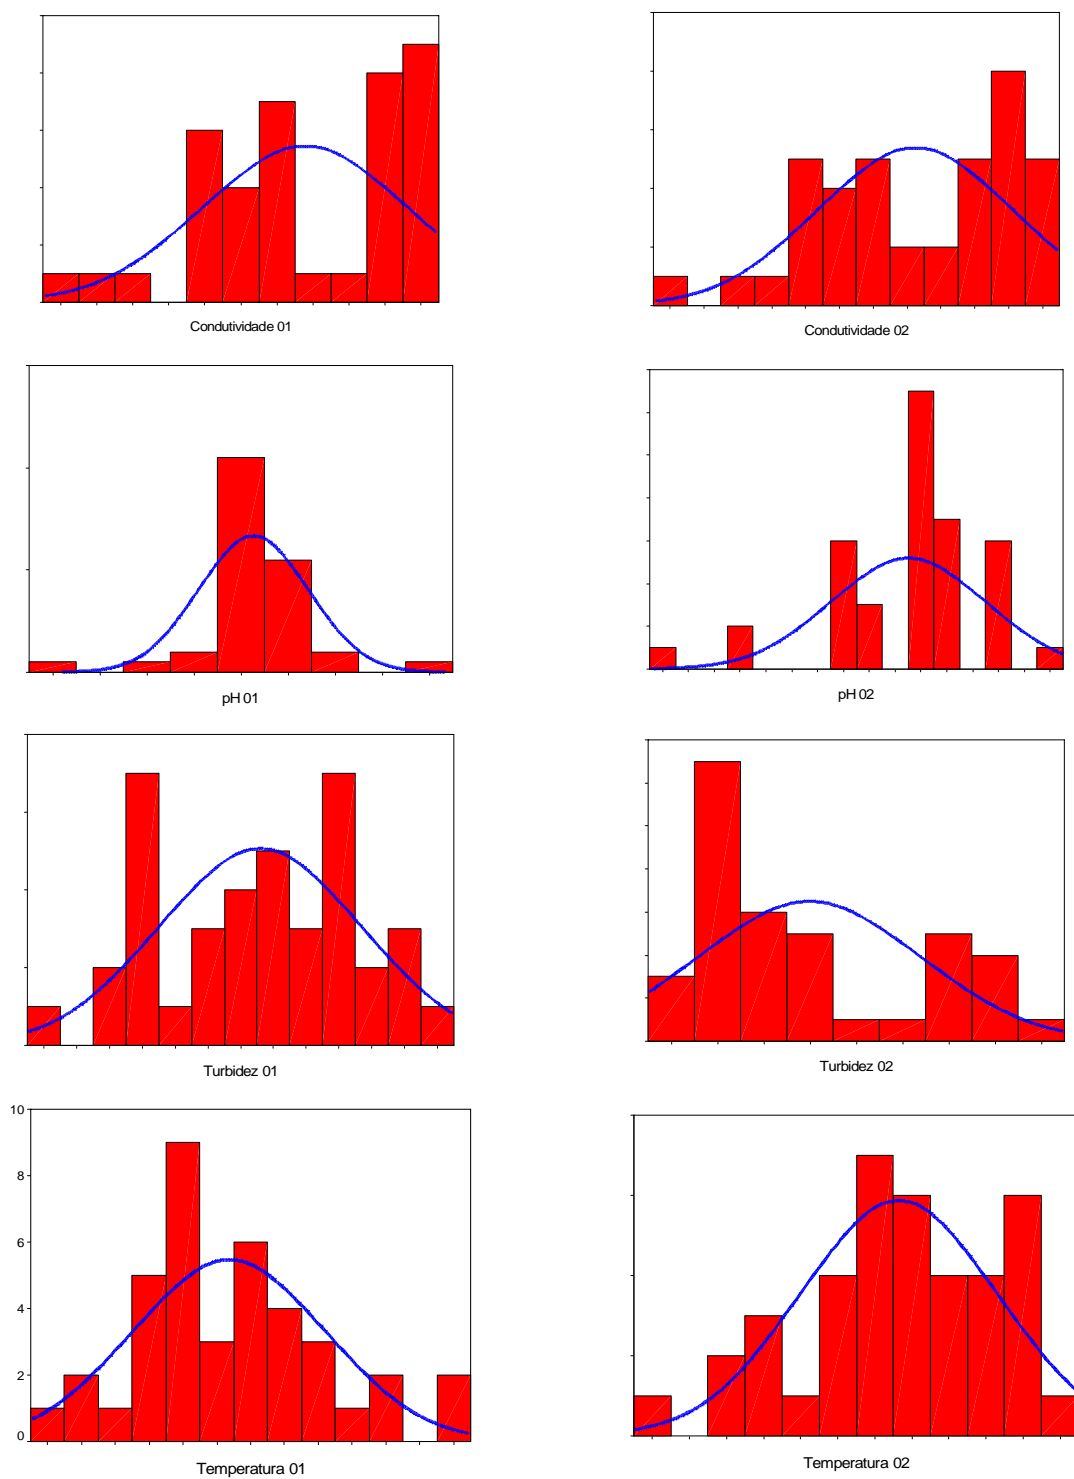 Condutividade 01
Condutividade 02
pH 01
pH 02
Turbidez 01
Turbidez 02
10
8
6
4
2
0
Temperatura 01
Temperatura 02